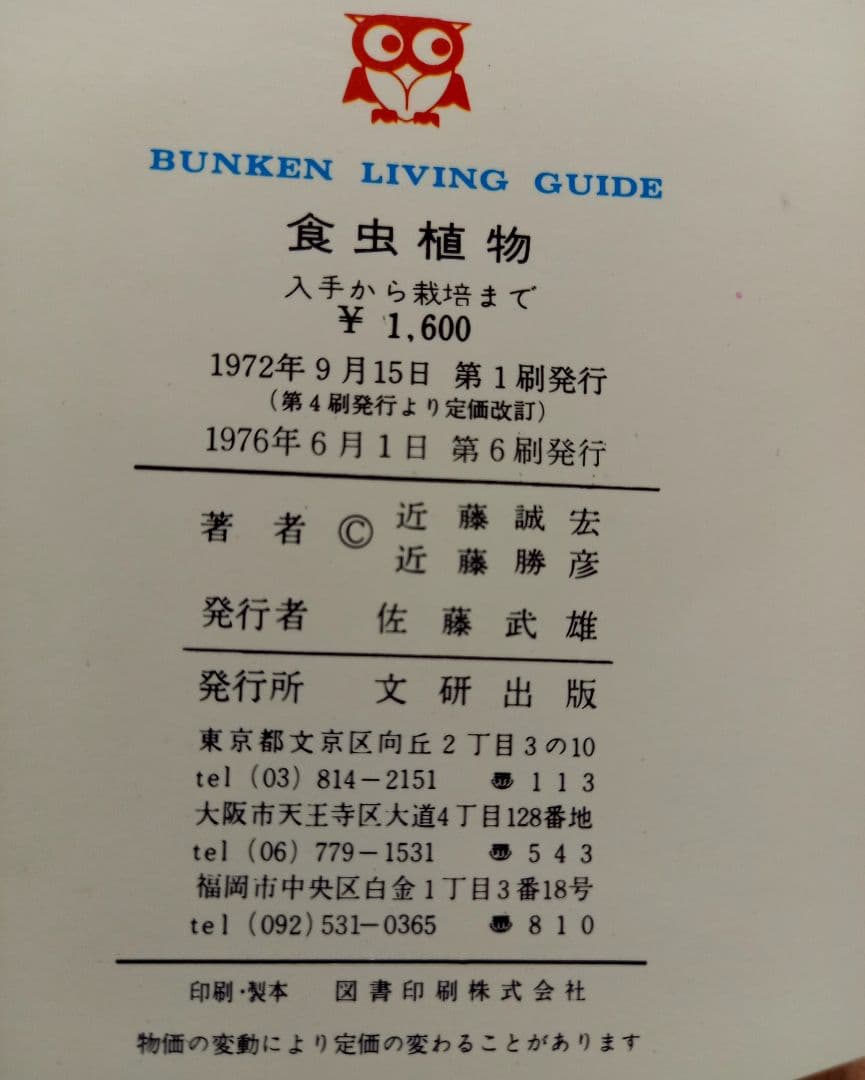 BUNKEN LIVING GUIDE
食虫植物
入手から栽培まで
¥ 1,600
1972年9月15日 第1刷発行
(第4刷発行より定価改訂)
1976年6月1日 第6刷発行
著者 © 近藤誠宏
近藤勝彦
発行者 佐藤武雄
発行所 文研出版
東京都文京区向丘2丁目3の10
tel (03) 814-2151 113
大阪市天王寺区大道4丁目128番地
tel (06) 779-1531 543
福岡市中央区白金1丁目3番18号
tel (092) 531-0365 810
印刷・製本 図書印刷株式会社
物価の変動により定価の変わることがあります